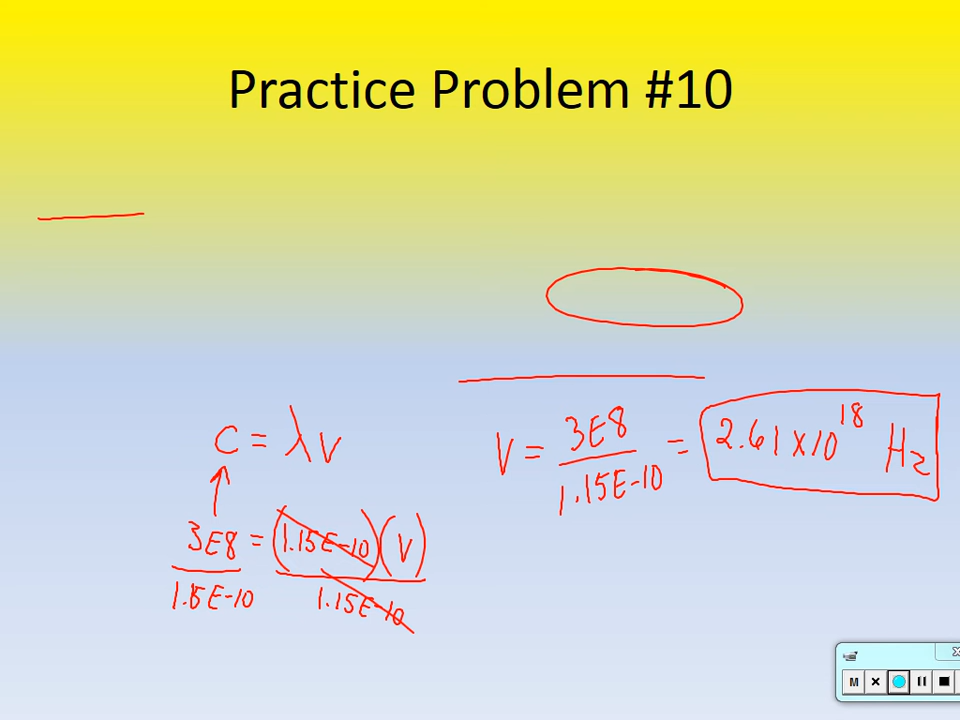 Practice Problem #10
C = λν
3E8 = (1.15E-10)(ν)
1.5E-10 1.15E-10
V = 3E8 / 1.15E-10 = 2.61 x 10^18 Hz
M